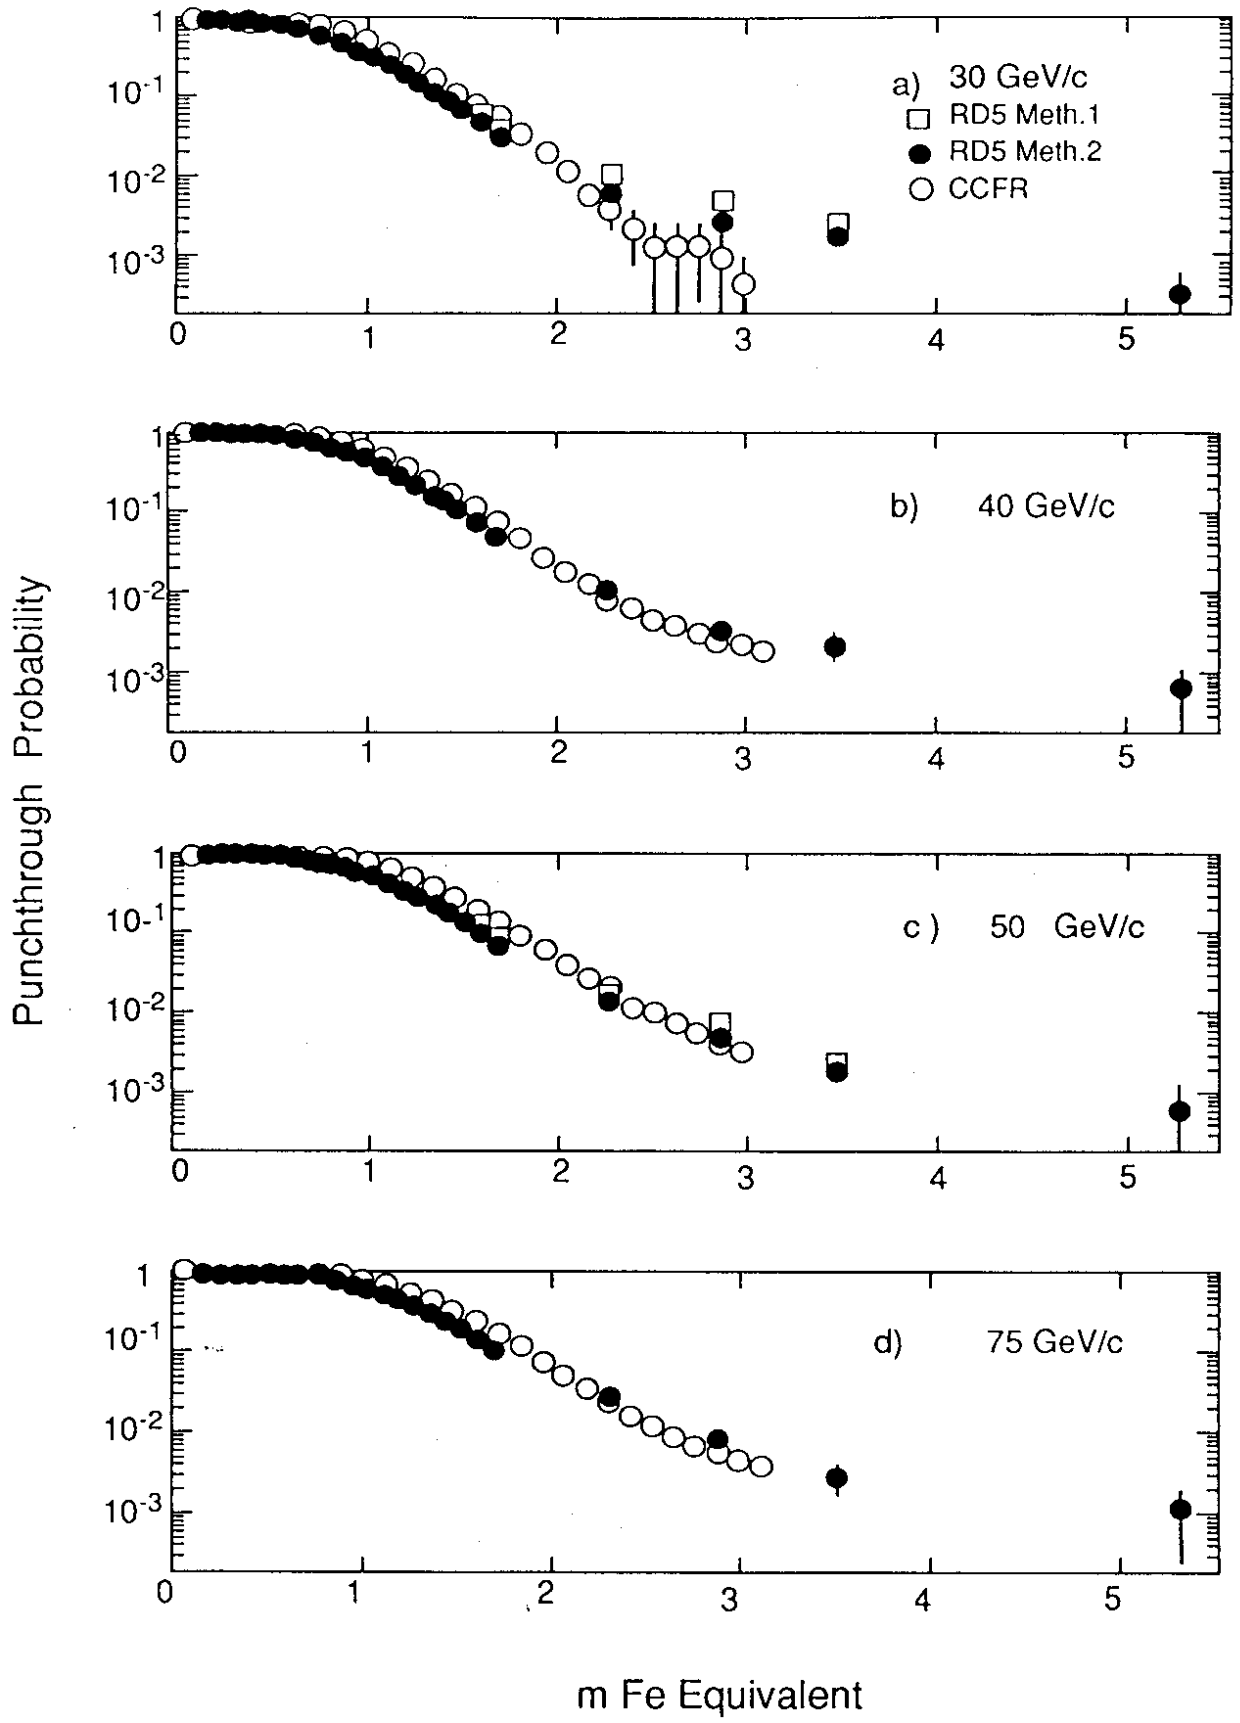 1
10-1
10-2
10-3
a) 30 GeV/c
RD5 Meth.1
RD5 Meth.2
CCFR
0 1 2 3 4 5
1
10-1
10-2
10-3
b) 40 GeV/c
0 1 2 3 4 5
1
10-1
10-2
10-3
c) 50 GeV/c
0 1 2 3 4 5
1
10-1
10-2
10-3
d) 75 GeV/c
0 1 2 3 4 5
Punchthrough Probability
m Fe Equivalent